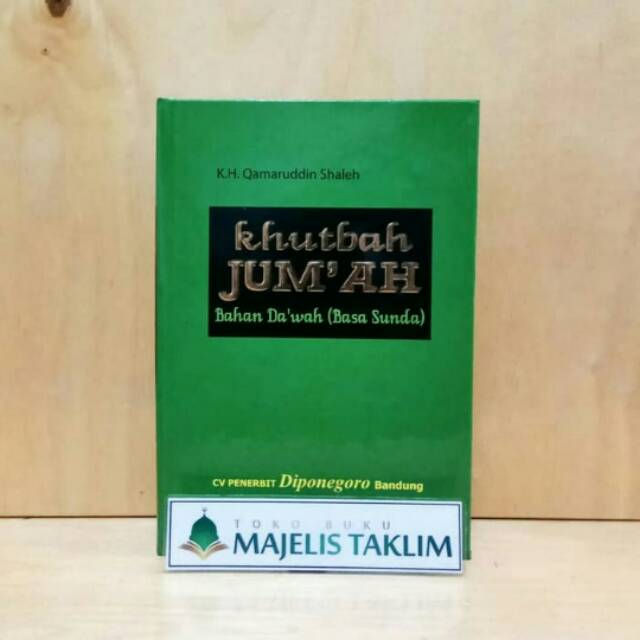 K.H. Qamaruddin Shaleh
khutbah
JUM'AH
Bahan Da'wah (Basa Sunda)
CV PENERBIT Diponegoro Bandung
TOKO BUKU
MAJELIS TAKLIM